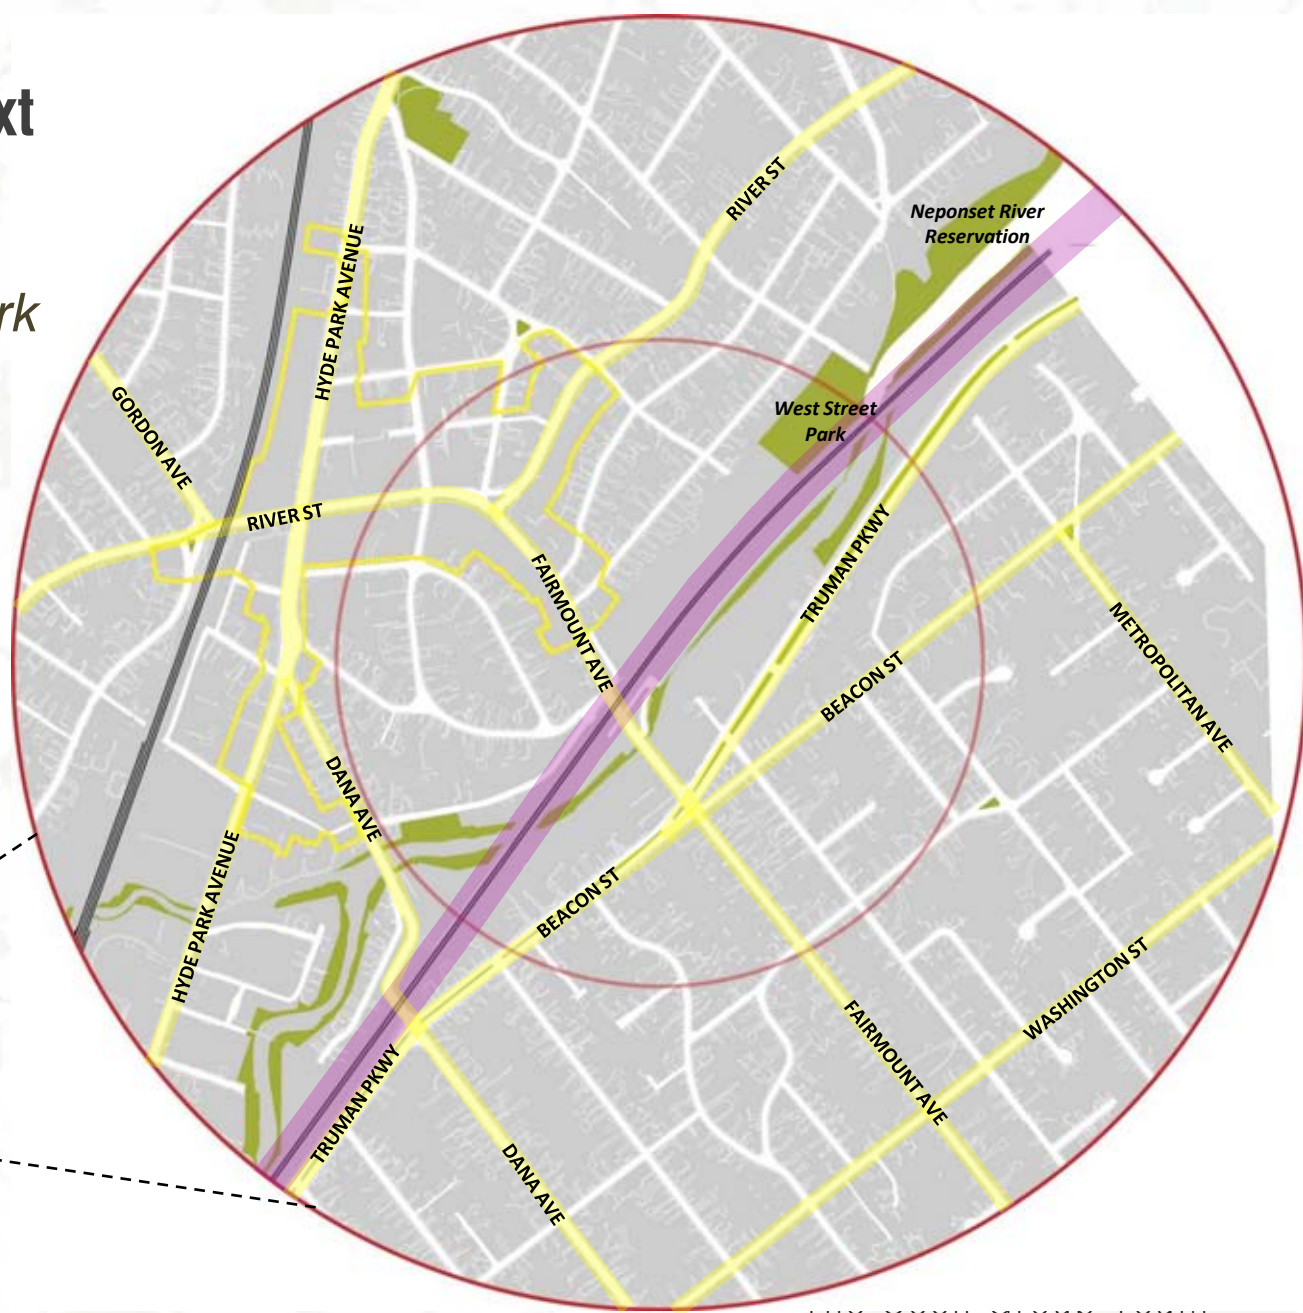 xt
rk
RIVER ST
Neponset River
Reservation
HYDE PARK AVENUE
GORDON AVE
West Street
Park
RIVER ST
FAIRMOUNT AVE
TRUMAN PKWY
METROPOLITAN AVE
BEACON ST
DANA AVE
HYDE PARK AVENUE
BEACON ST
WASHINGTON ST
FAIRMOUNT AVE
TRUMAN PKWY
DANA AVE